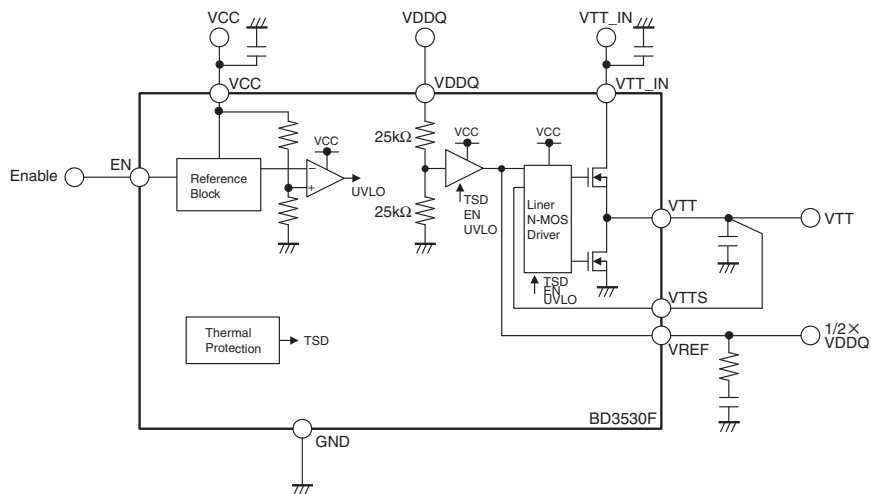 VCC
VDDQ
VTT_IN
VCC
VDDQ
VTT_IN
25kΩ
VCC
VCC
VCC
EN
Enable
Reference
Block
−
+
UVLO
25kΩ
TSD
EN
UVLO
Liner
N-MOS
Driver
VTT
VTT
TSD
EN
UVLO
VTTS
Thermal
Protection
TSD
VREF
1/2×
VDDQ
BD3530F
GND